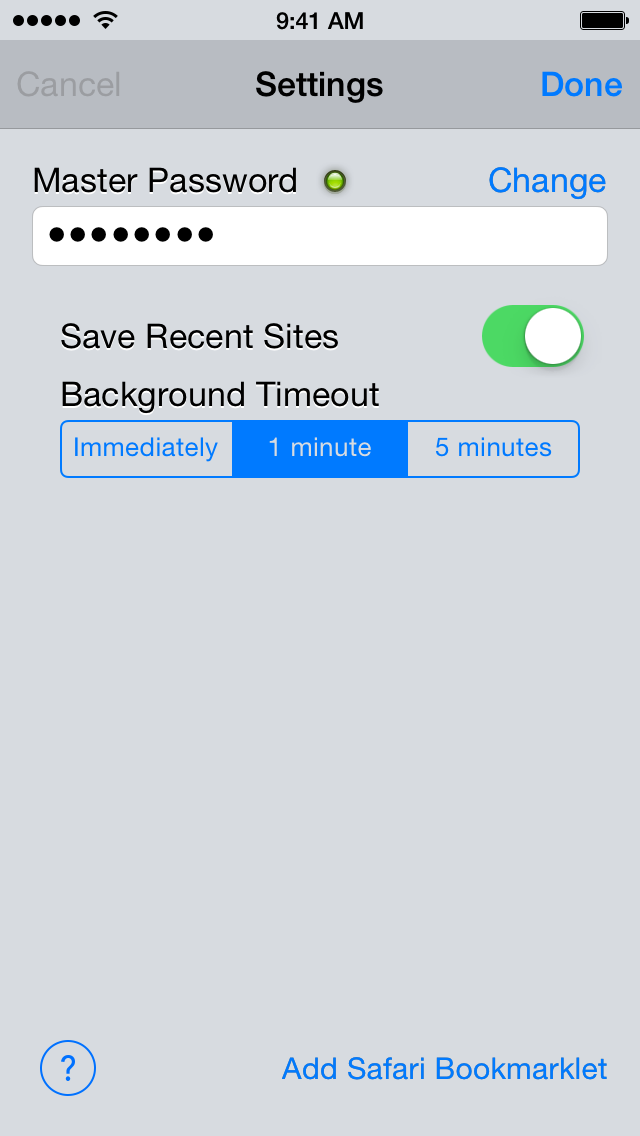 9:41 AM
Cancel Settings Done
Master Password Change
••••••••
Save Recent Sites
Background Timeout
Immediately 1 minute 5 minutes
? Add Safari Bookmarklet